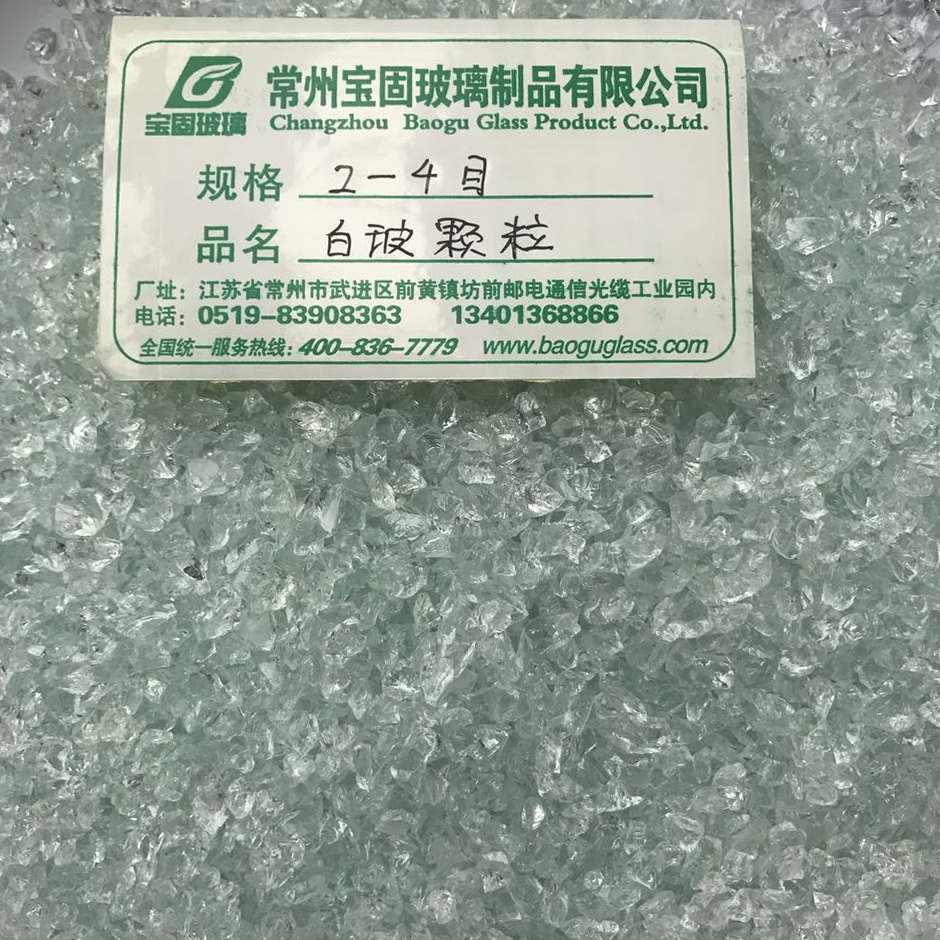 常州宝固玻璃制品有限公司
宝固玻璃
Changzhou Baogu Glass Product Co.,Ltd.
规格 2-4目
品名 白玻颗粒
厂址：江苏省常州市武进区前黄镇坊前邮电通信光缆工业园内
电话：0519-83908363 13401368866
全国统一服务热线：400-836-7779 www.baoguglass.com